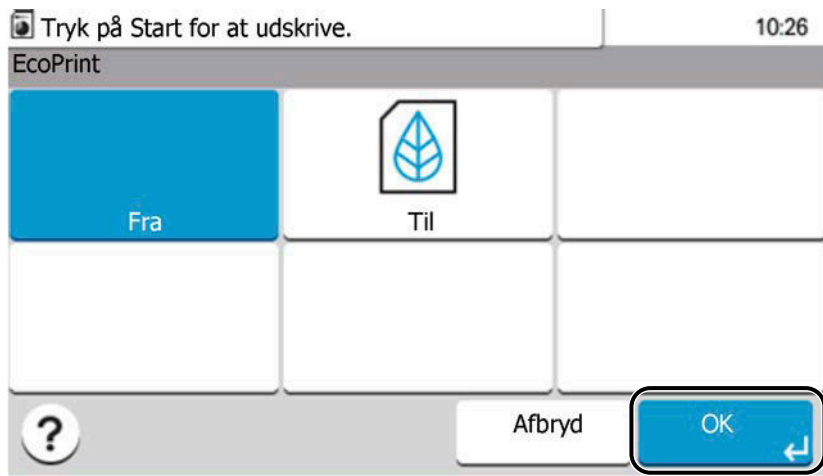 Tryk på Start for at udskrive.
10:26
EcoPrint
Fra
Til
?
Afbryd
OK